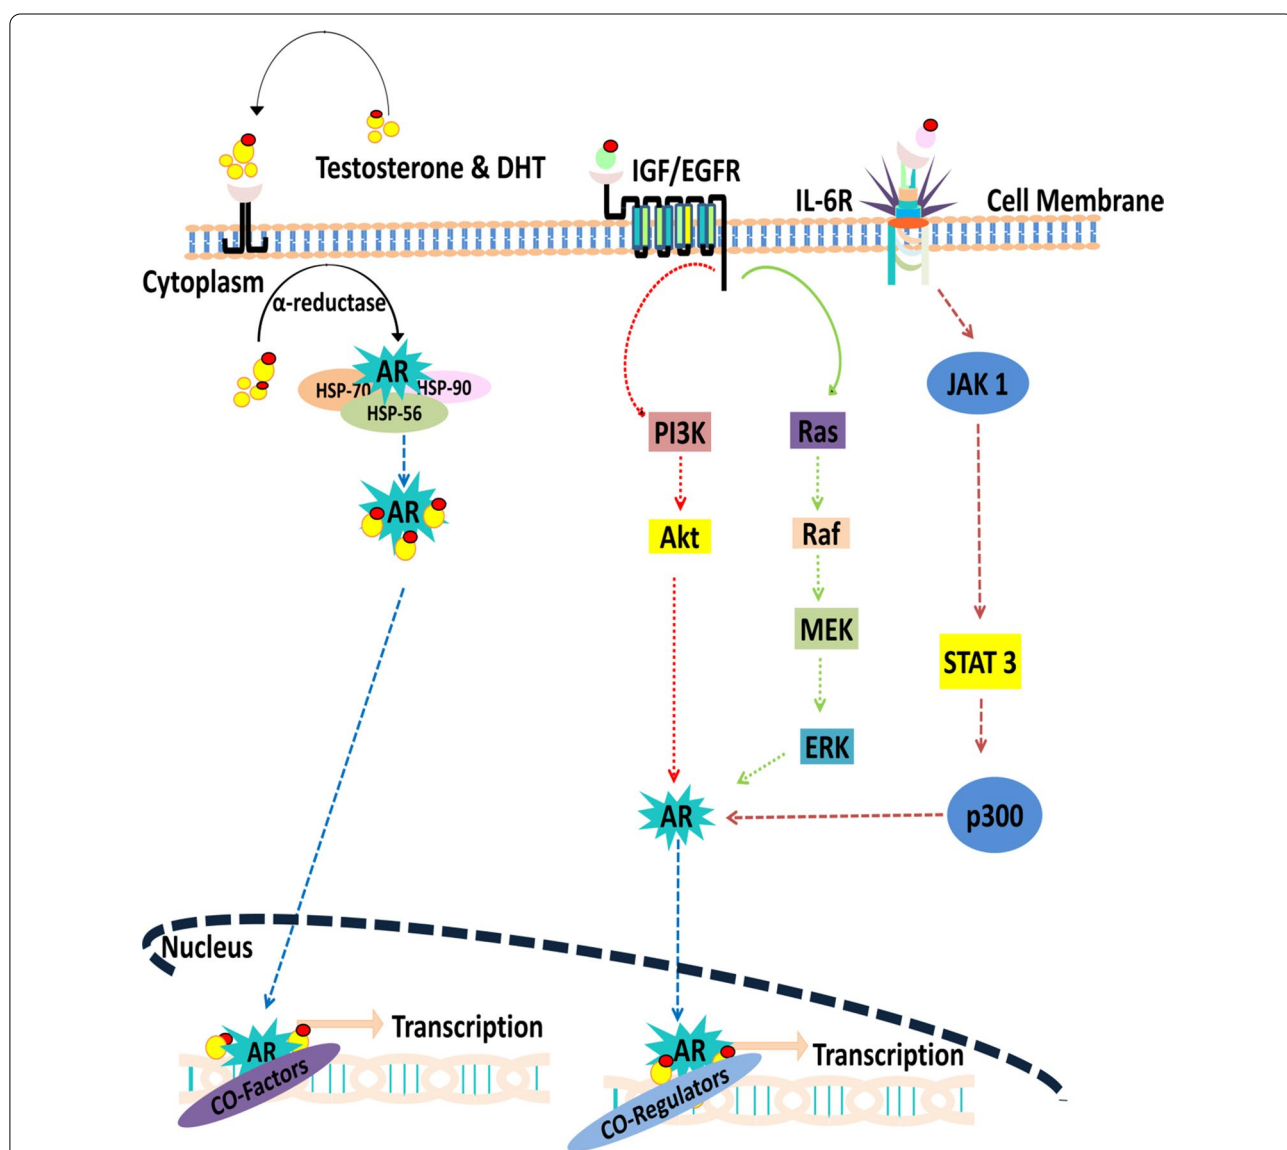 Testosterone & DHT
IGF/EGFR
IL-6R
Cell Membrane
Cytoplasm
α-reductase
AR
HSP-70
HSP-90
HSP-56
AR
PI3K
Ras
JAK 1
Akt
Raf
MEK
STAT 3
ERK
AR
p300
Nucleus
AR
Transcription
CO-Factors
AR
Transcription
CO-Regulators